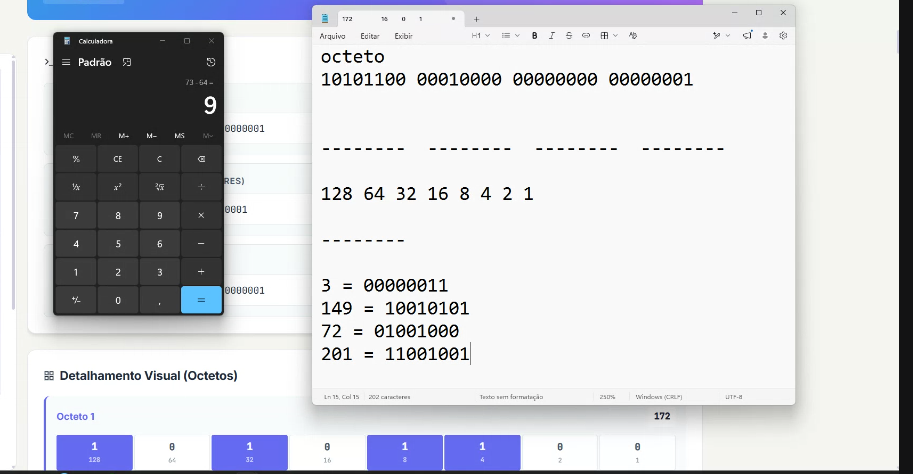 172 16 0 1
Arquivo Editar Exibir H1 B I S
octeto
10101100 00010000 00000000 00000001
-------- -------- -------- --------
128 64 32 16 8 4 2 1
--------
3 = 00000011
149 = 10010101
72 = 01001000
201 = 11001001
Ln 15, Col 15 202 caracteres Texto sem formatação 250% Windows (CRLF) UTF-8
Calculadora
Padrão
73 - 64 =
9
MC MR M+ M− MS M˅
% CE C ⌫
¹/x x² ²√x ÷
7 8 9 ×
4 5 6 −
1 2 3 +
+/− 0 , =
0000001
RES)
0001
0000001
Detalhamento Visual (Octetos)
Octeto 1 172
1 0 1 0 1 1 0 0
128 64 32 16 8 4 2 1